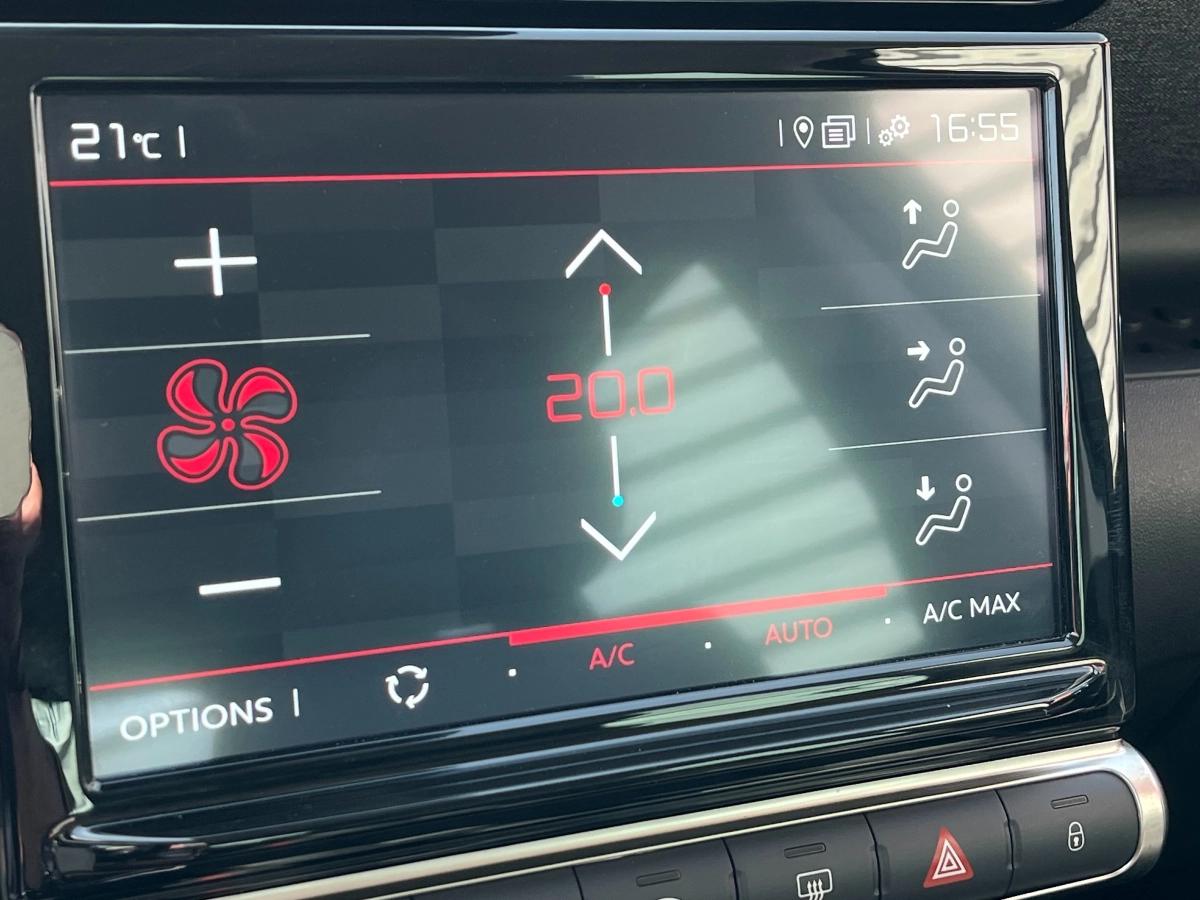 21°C
16:55
20.0
OPTIONS A/C AUTO A/C MAX